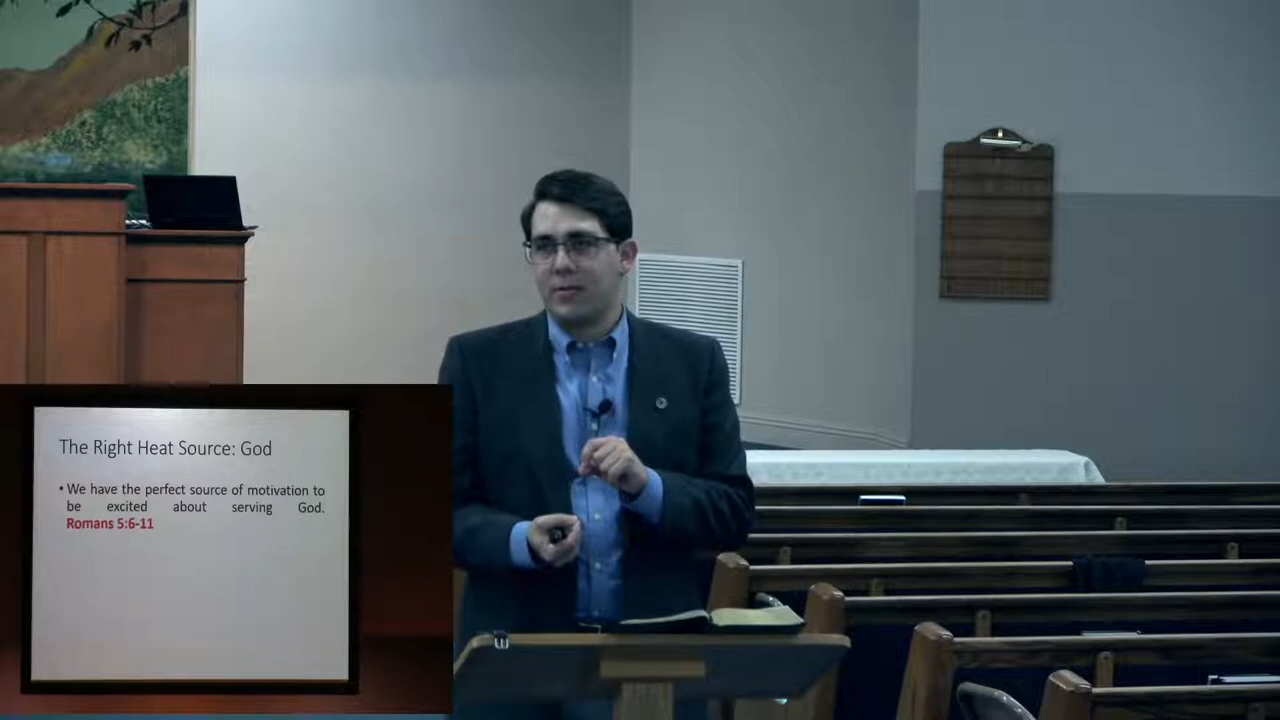 The Right Heat Source: God
• We have the perfect source of motivation to
be excited about serving God.
Romans 5:6-11